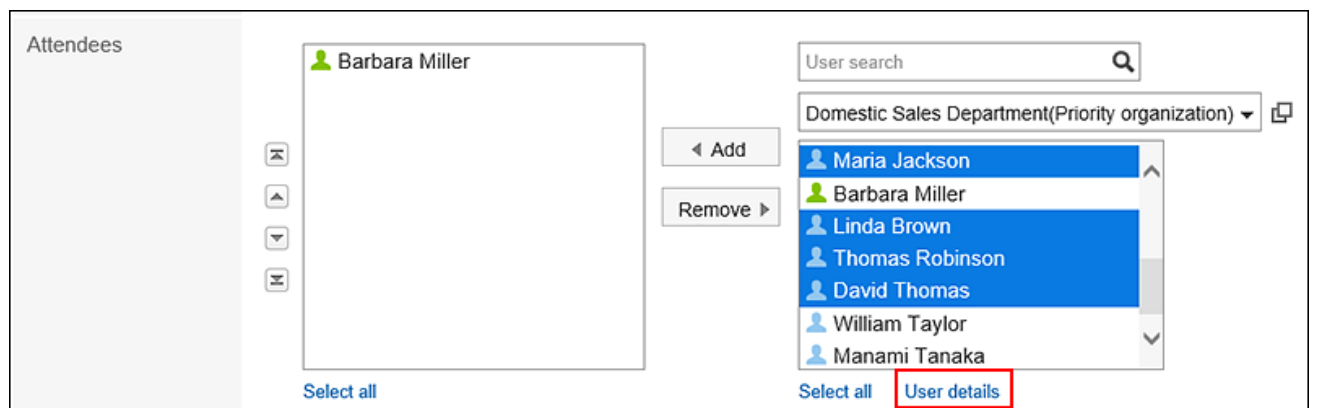 Attendees
Barbara Miller
Add
Remove
User search
Domestic Sales Department(Priority organization)
Maria Jackson
Barbara Miller
Linda Brown
Thomas Robinson
David Thomas
William Taylor
Manami Tanaka
Select all
Select all User details